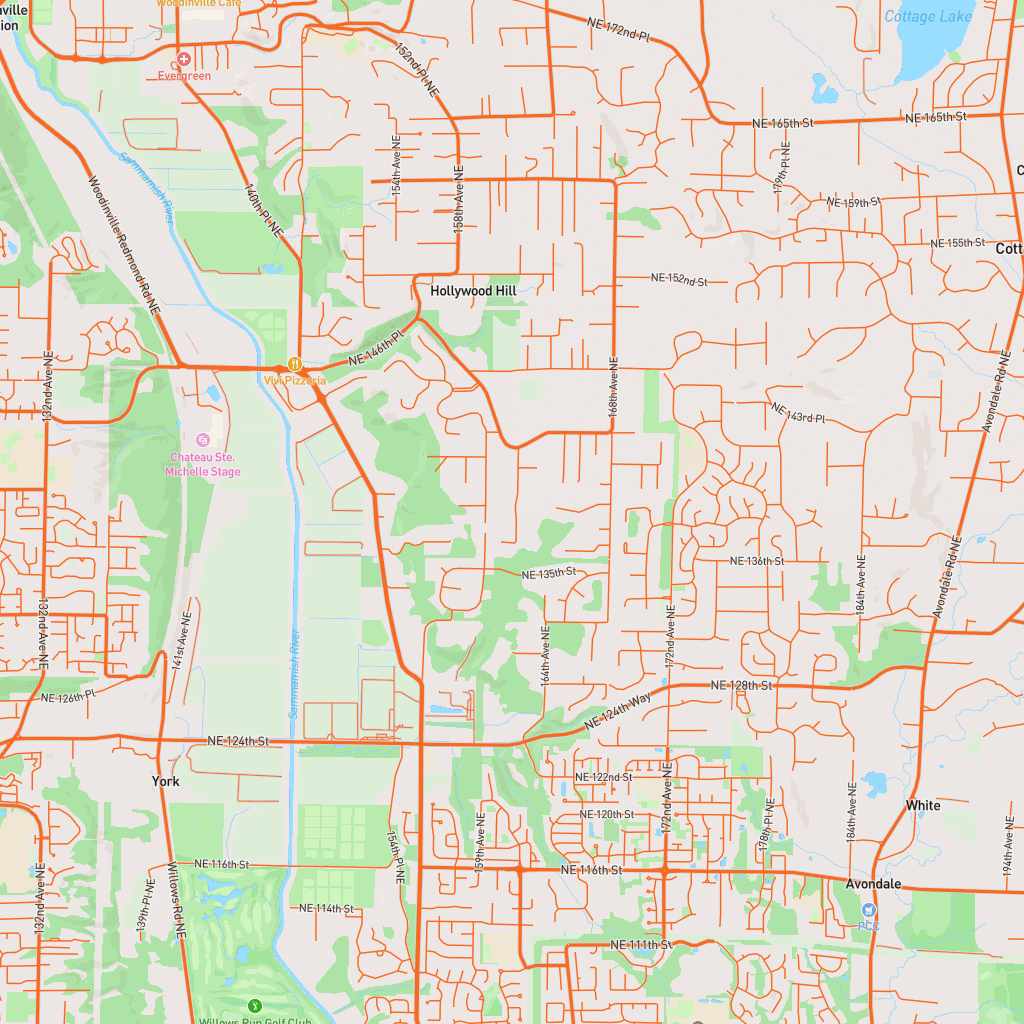 Woodinville Cafe
ville
ion
Cottage Lake
NE 172nd Pl
152nd Pl NE
Evergreen
NE 165th St
NE 165th St
Sammamish River
154th Ave NE
179th Pl NE
158th Ave NE
140th Pl NE
NE 159th St
Woodinville Redmond Rd NE
NE 155th St
Cotta
NE 152nd St
Hollywood Hill
NE 146th Pl
Vivi Pizzeria
132nd Ave NE
168th Ave NE
Avondale Rd NE
NE 143rd Pl
Chateau Ste.
Michelle Stage
NE 136th St
NE 135th St
184th Ave NE
Avondale Rd NE
132nd Ave NE
141st Ave NE
172nd Ave NE
164th Ave NE
Sammamish River
NE 126th Pl
NE 128th St
NE 124th Way
NE 124th St
York
NE 122nd St
172nd Ave NE
184th Ave NE
White
NE 120th St
178th Pl NE
159th Ave NE
154th Pl NE
194th Ave NE
NE 116th St
NE 116th St
Avondale
132nd Ave NE
139th Pl NE
Willows Rd NE
NE 114th St
PCC
NE 111th St
Willows Run Golf Club